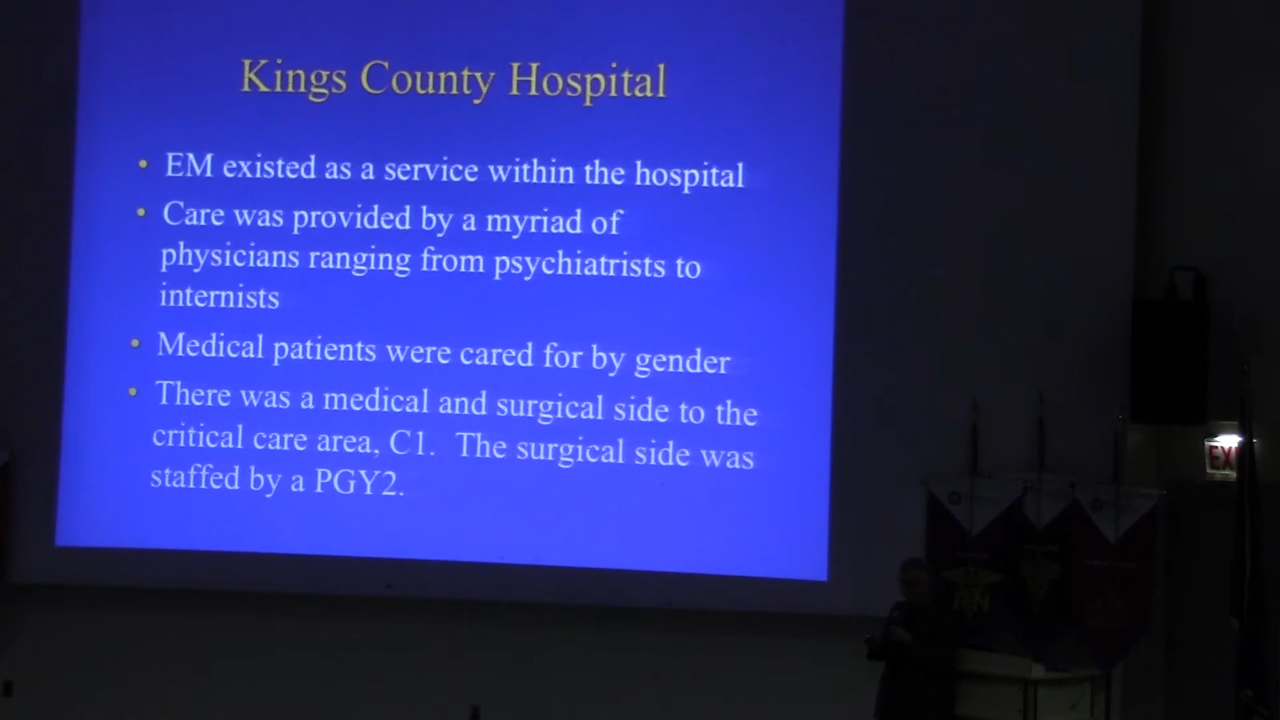 Kings County Hospital
• EM existed as a service within the hospital
• Care was provided by a myriad of
physicians ranging from psychiatrists to
internists
• Medical patients were cared for by gender
• There was a medical and surgical side to the
critical care area, C1. The surgical side was
staffed by a PGY2.
EXI